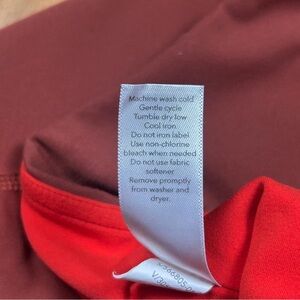 Machine wash cold
Gentle cycle
Tumble dry low
Cool iron
Do not iron label
Use non-chlorine
bleach when needed
Do not use fabric
softener
Remove promptly
from washer and
dryer.